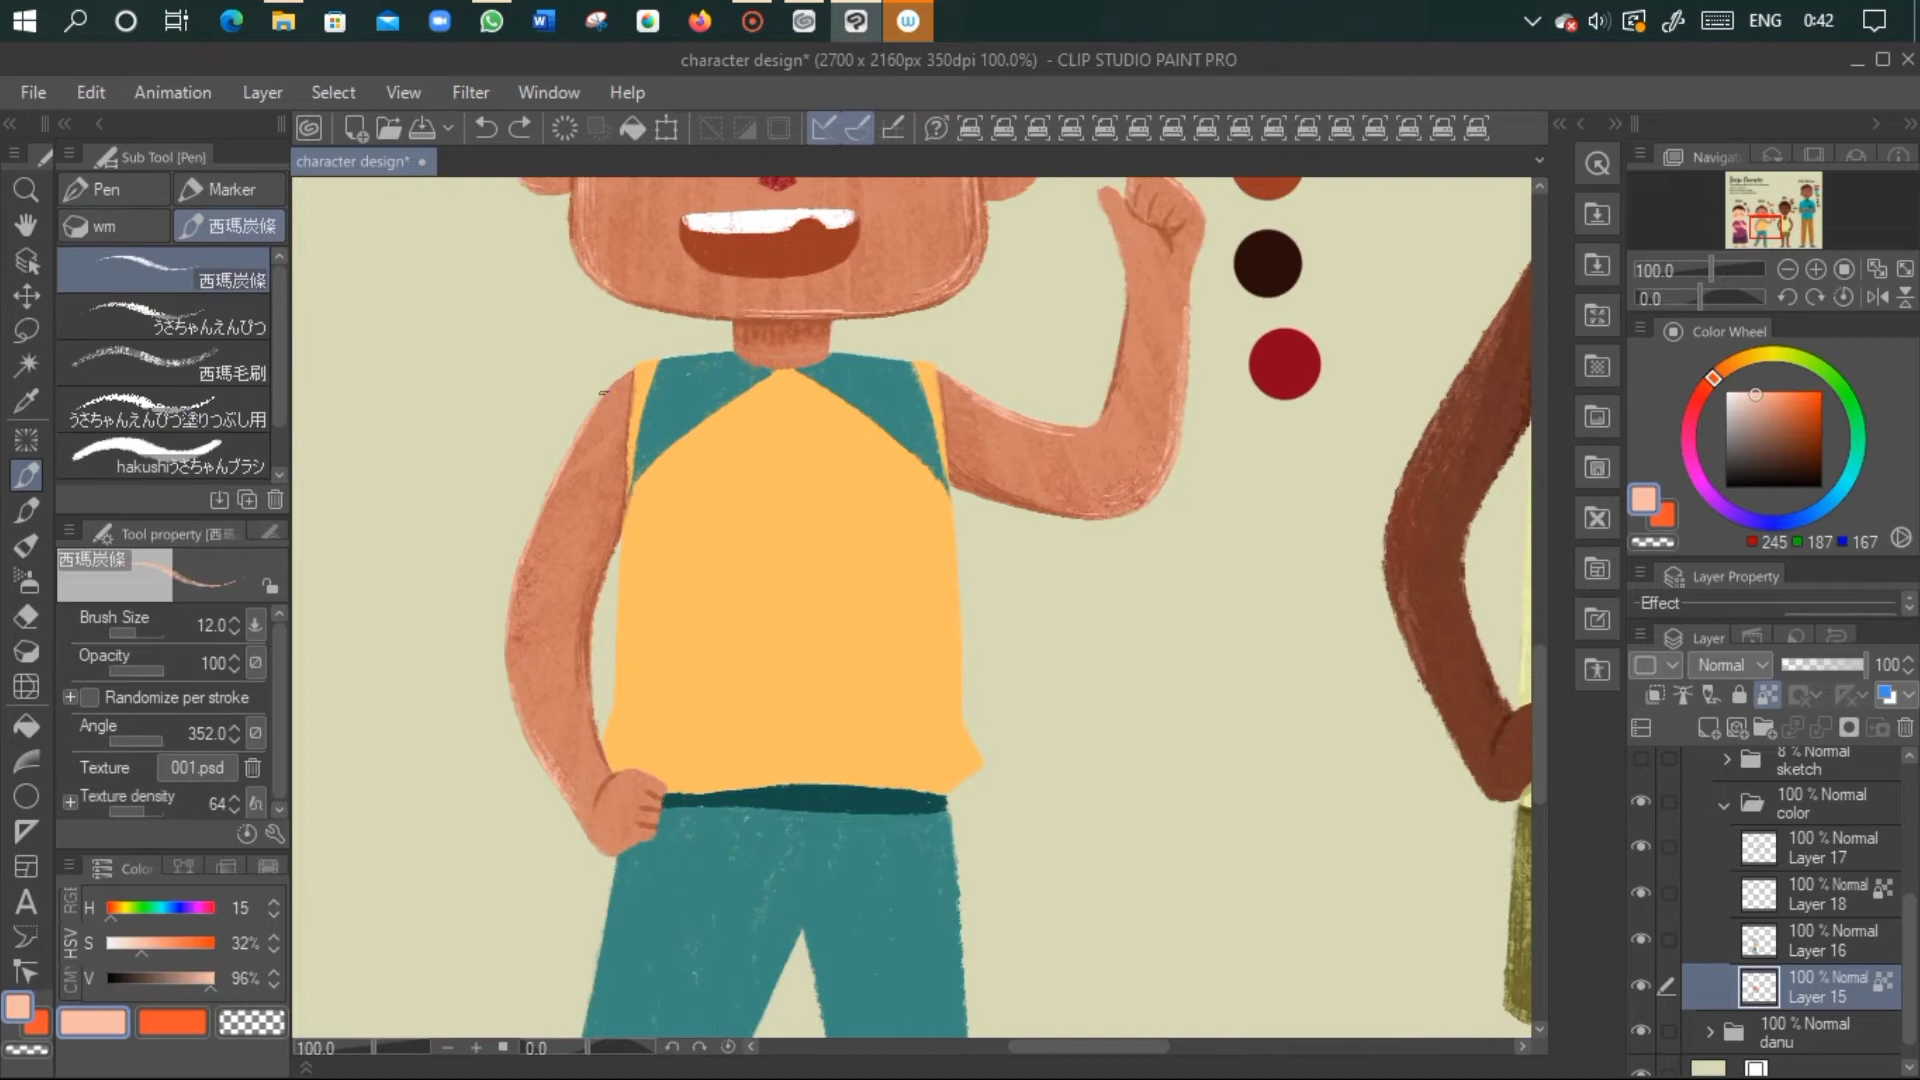 ENG 0:42
character design* (2700 x 2160px 350dpi 100.0%) - CLIP STUDIO PAINT PRO
File Edit Animation Layer Select View Filter Window Help
Sub Tool [Pen]
character design*
Pen Marker
wm 西瑪炭條
西瑪炭條
うさちゃんえんぴつ
西瑪毛刷
うさちゃんえんぴつ塗りつぶし用
hakushiうさちゃんブラシ
Tool property [西瑪
西瑪炭條
Brush Size 12.0
Opacity 100
Randomize per stroke
Angle 352.0
Texture 001.psd
Texture density 64
Color
RGB
HSV
H 15
S 32%
V 96%
100.0 0.0
Navigat
100.0
0.0
Color Wheel
245 187 167
Layer Property
Effect
Layer
Normal 100
8 % Normal
sketch
100 % Normal
color
100 % Normal
Layer 17
100 % Normal
Layer 18
100 % Normal
Layer 16
100 % Normal
Layer 15
100 % Normal
danu